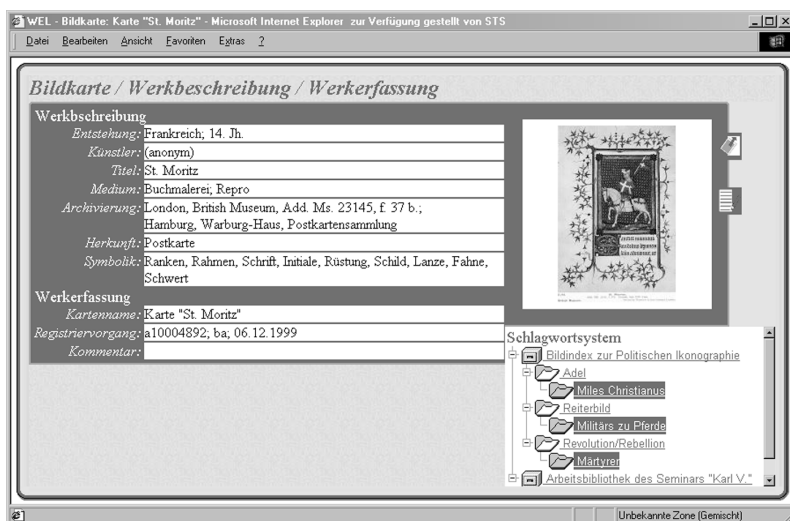 WEL - Bildkarte: Karte "St. Moritz" - Microsoft Internet Explorer zur Verfügung gestellt von STS
Datei Bearbeiten Ansicht Favoriten Extras ?
Bildkarte / Werkbeschreibung / Werkerfassung
Werkbschreibung
Entstehung: Frankreich; 14. Jh.
Künstler: (anonym)
Titel: St. Moritz
Medium: Buchmalerei; Repro
Archivierung: London, British Museum, Add. Ms. 23145, f. 37 b.;
Hamburg, Warburg-Haus, Postkartensammlung
Herkunft: Postkarte
Symbolik: Ranken, Rahmen, Schrift, Initiale, Rüstung, Schild, Lanze, Fahne,
Schwert
Werkerfassung
Kartenname: Karte "St. Moritz"
Registriervorgang: a10004892; ba; 06.12.1999
Kommentar:
Schlagwortsystem
Bildindex zur Politischen Ikonographie
Adel
Miles Christianus
Reiterbild
Militärs zu Pferde
Revolution/Rebellion
Märtyrer
Arbeitsbibliothek des Seminars "Karl V."
Unbekannte Zone (Gemischt)